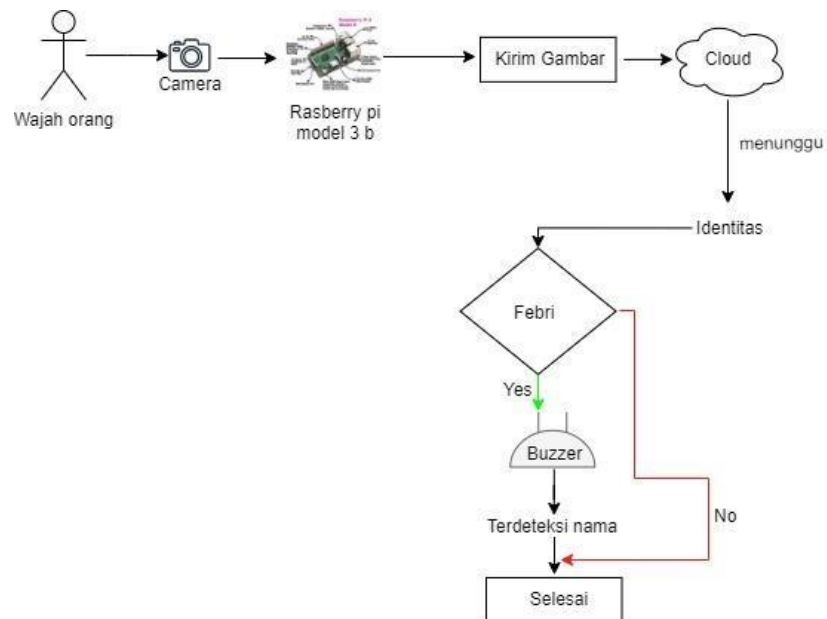 Wajah orang
Camera
Rasberry pi
model 3 b
Kirim Gambar
Cloud
menunggu
Identitas
Febri
Yes
Buzzer
No
Terdeteksi nama
Selesai